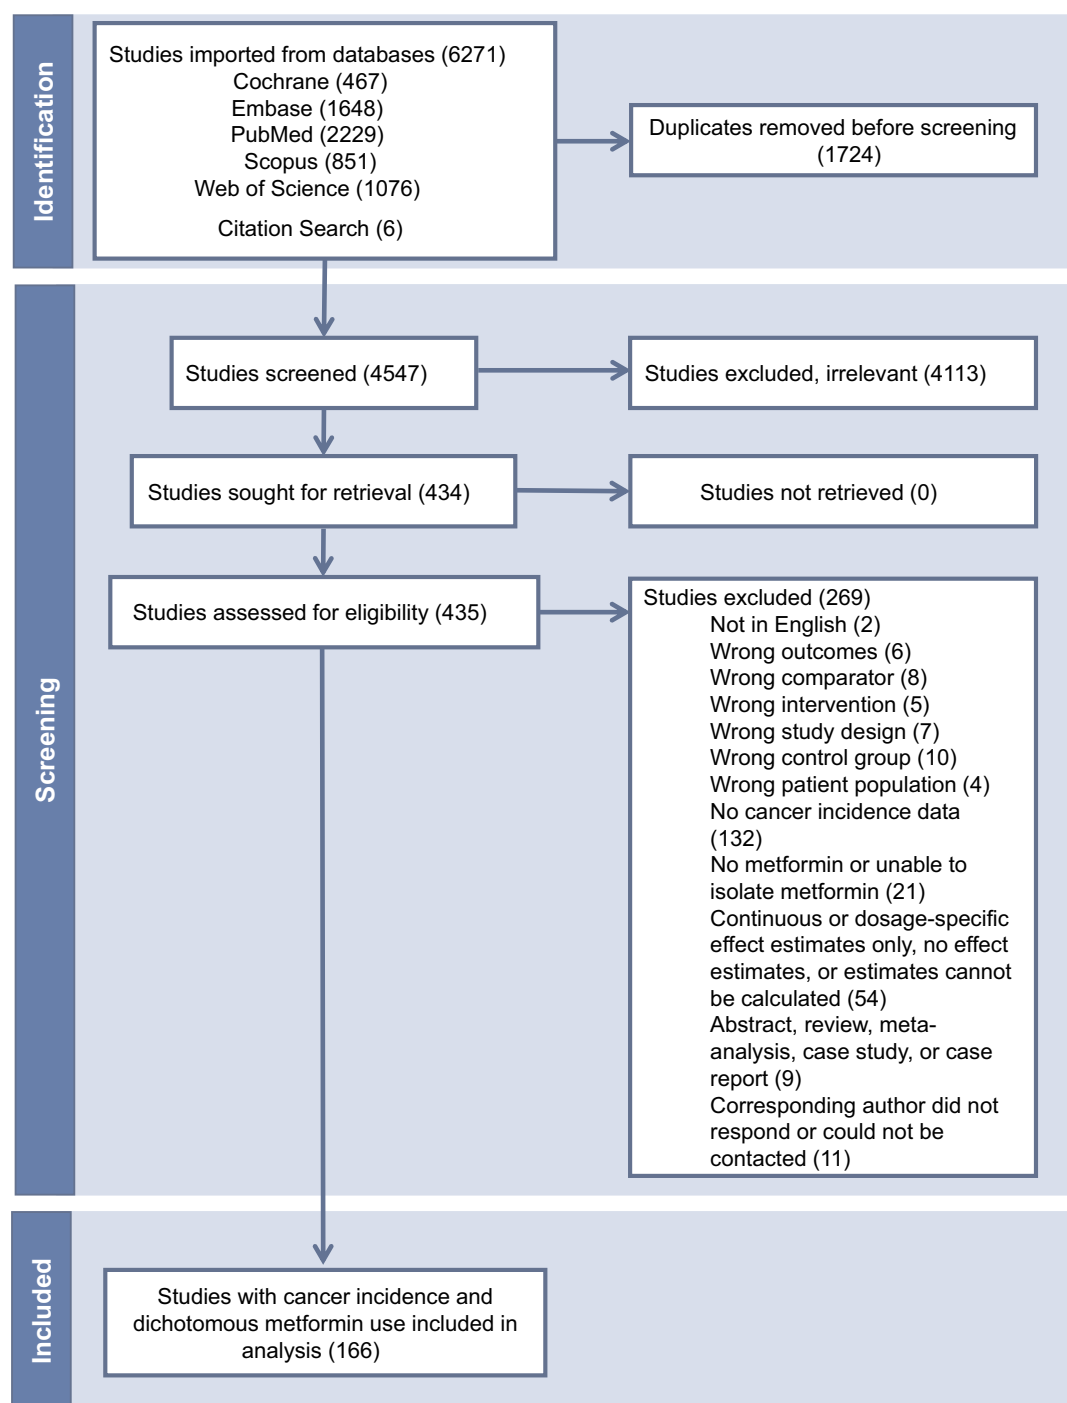 Identification
Studies imported from databases (6271)
Cochrane (467)
Embase (1648)
PubMed (2229)
Scopus (851)
Web of Science (1076)
Citation Search (6)
Duplicates removed before screening
(1724)
Screening
Studies screened (4547)
Studies excluded, irrelevant (4113)
Studies sought for retrieval (434)
Studies not retrieved (0)
Studies assessed for eligibility (435)
Studies excluded (269)
Not in English (2)
Wrong outcomes (6)
Wrong comparator (8)
Wrong intervention (5)
Wrong study design (7)
Wrong control group (10)
Wrong patient population (4)
No cancer incidence data
(132)
No metformin or unable to
isolate metformin (21)
Continuous or dosage-specific
effect estimates only, no effect
estimates, or estimates cannot
be calculated (54)
Abstract, review, meta-
analysis, case study, or case
report (9)
Corresponding author did not
respond or could not be
contacted (11)
Included
Studies with cancer incidence and
dichotomous metformin use included in
analysis (166)